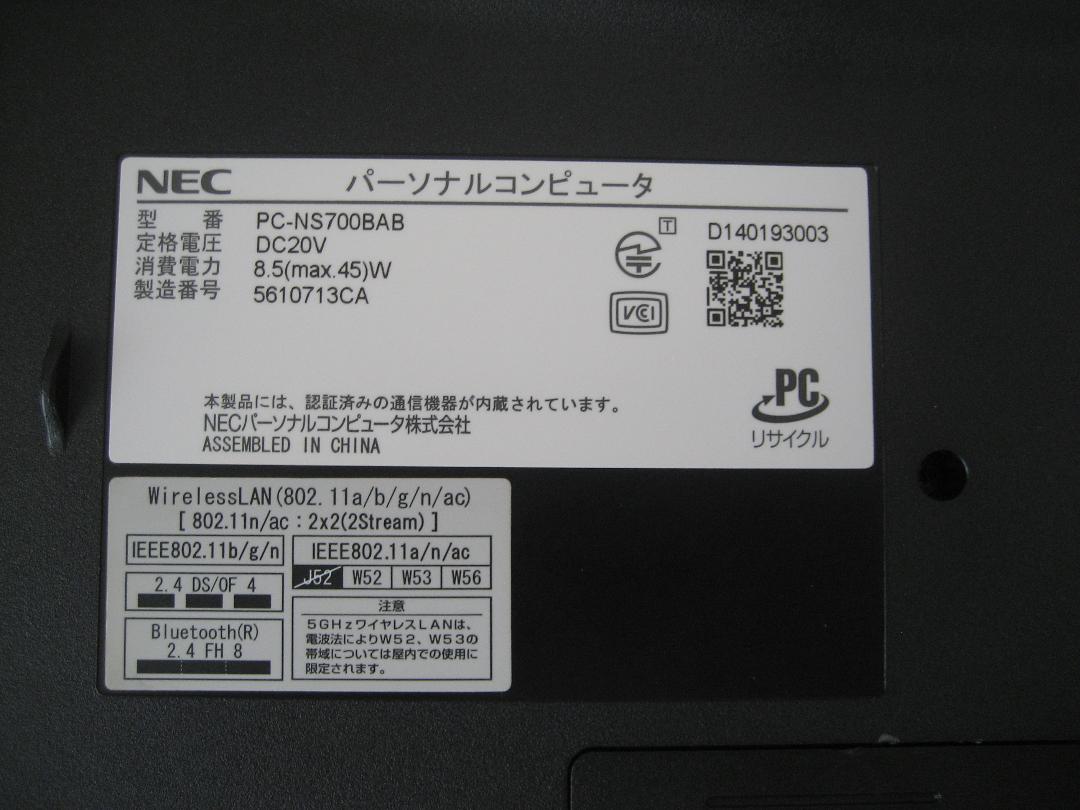 NEC パーソナルコンピュータ
型 番 PC-NS700BAB
定格電圧 DC20V
消費電力 8.5(max.45)W
製造番号 5610713CA
T
D140193003
VCI
本製品には、認証済みの通信機器が内蔵されています。
NECパーソナルコンピュータ株式会社
ASSEMBLED IN CHINA
PC
リサイクル
WirelessLAN(802.11a/b/g/n/ac)
[ 802.11n/ac : 2x2(2Stream) ]
IEEE802.11b/g/n
2.4 DS/OF 4
Bluetooth(R)
2.4 FH 8
IEEE802.11a/n/ac
J52 W52 W53 W56
注意
5GHzワイヤレスLANは、
電波法によりW52、W53の
帯域については屋内での使用に
限定されます。